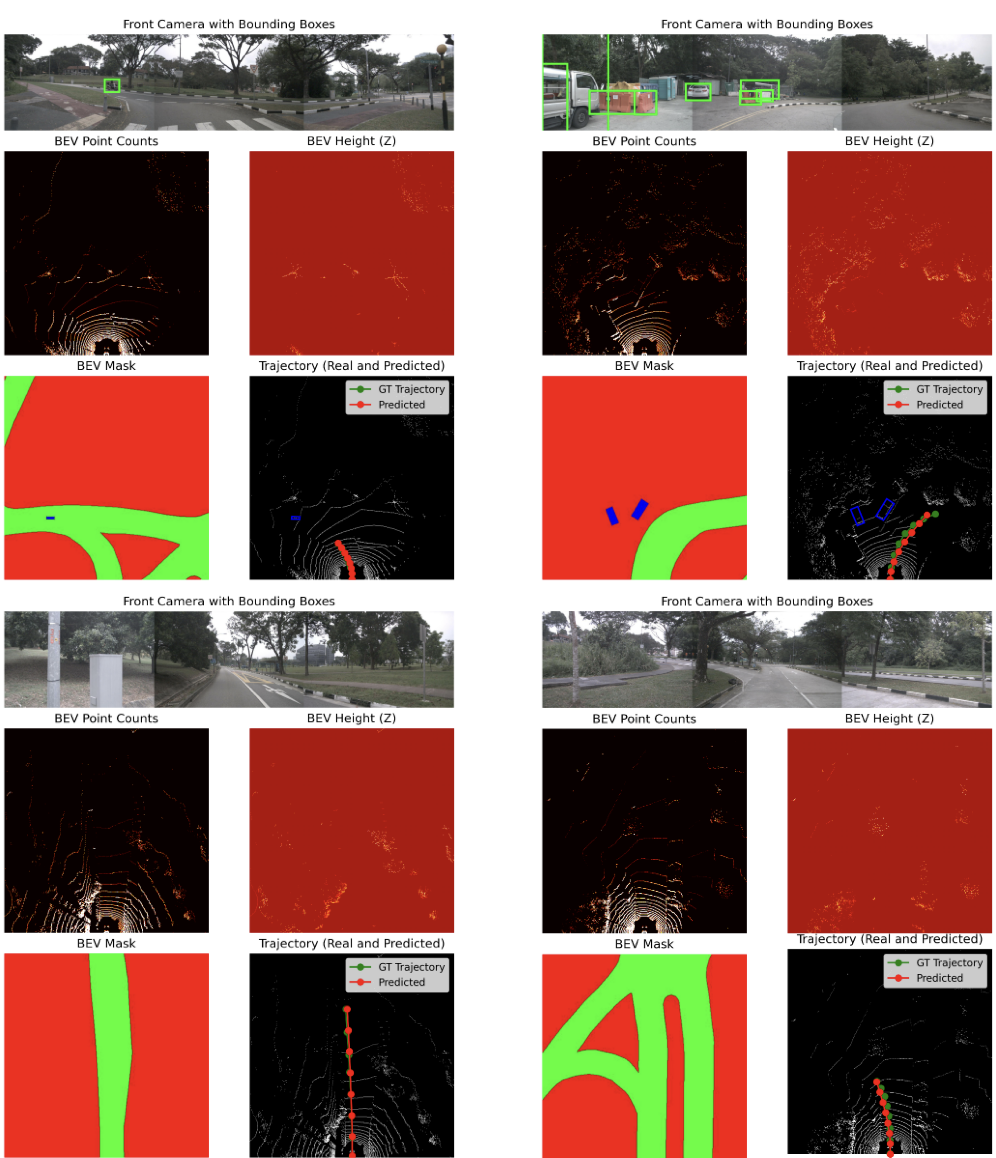 Front Camera with Bounding Boxes
BEV Point Counts
BEV Height (Z)
BEV Mask
Trajectory (Real and Predicted)
GT Trajectory
Predicted
Front Camera with Bounding Boxes
BEV Point Counts
BEV Height (Z)
BEV Mask
Trajectory (Real and Predicted)
GT Trajectory
Predicted
Front Camera with Bounding Boxes
BEV Point Counts
BEV Height (Z)
BEV Mask
Trajectory (Real and Predicted)
GT Trajectory
Predicted
Front Camera with Bounding Boxes
BEV Point Counts
BEV Height (Z)
BEV Mask
Trajectory (Real and Predicted)
GT Trajectory
Predicted